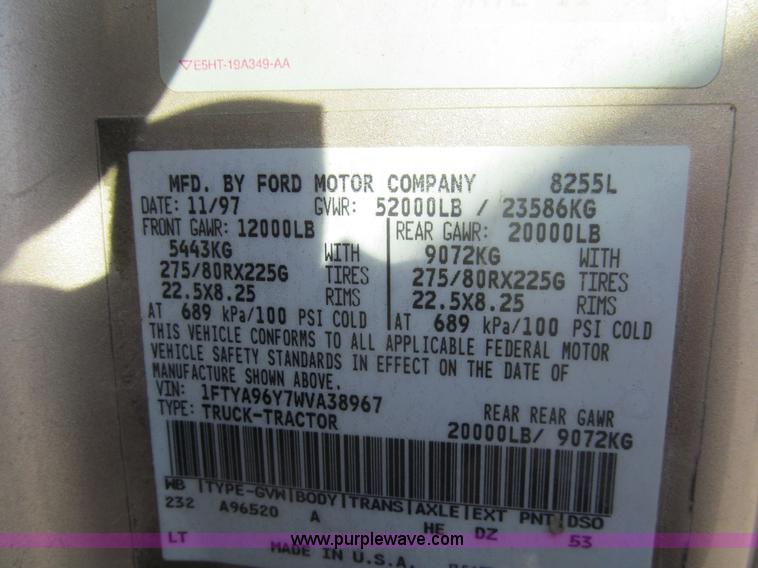 ▽E5HT-19A349-AA
MFD. BY FORD MOTOR COMPANY 8255L
DATE: 11/97 GVWR: 52000LB / 23586KG
FRONT GAWR: 12000LB REAR GAWR: 20000LB
5443KG WITH 9072KG WITH
275/80RX225G TIRES 275/80RX225G TIRES
22.5X8.25 RIMS 22.5X8.25 RIMS
AT 689 kPa/100 PSI COLD AT 689 kPa/100 PSI COLD
THIS VEHICLE CONFORMS TO ALL APPLICABLE FEDERAL MOTOR
VEHICLE SAFETY STANDARDS IN EFFECT ON THE DATE OF
MANUFACTURE SHOWN ABOVE.
VIN: 1FTYA96Y7WVA38967
TYPE: TRUCK-TRACTOR REAR REAR GAWR
20000LB/ 9072KG
WB |TYPE-GVW|BODY|TRANS|AXLE|EXT PNT|DSO
232 A96520 A HE DZ 53
LT MADE IN U.S.A.
www.purplewave.com